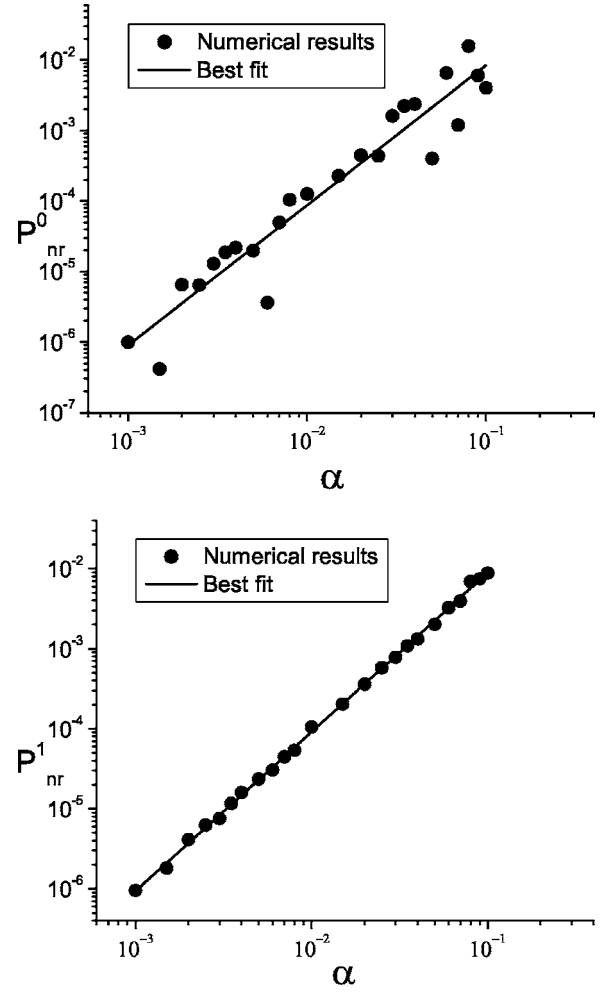 Numerical results
Best fit
10⁻²
10⁻³
10⁻⁴
10⁻⁵
10⁻⁶
10⁻⁷
P⁰nr
10⁻³ 10⁻² 10⁻¹
α
Numerical results
Best fit
10⁻²
10⁻³
10⁻⁴
10⁻⁵
10⁻⁶
P¹nr
10⁻³ 10⁻² 10⁻¹
α